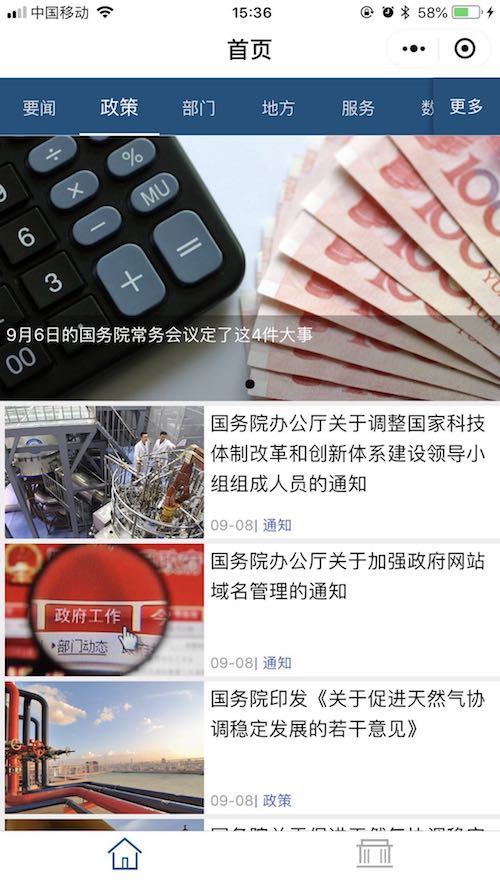 中国移动
15:36
58%
首页
要闻
政策
部门
地方
服务
更多
÷
%
×
MU
9
-
6
+
=
3
00
100
9月6日的国务院常务会议定了这4件大事
国务院办公厅关于调整国家科技
体制改革和创新体系建设领导小
组组成人员的通知
09-08| 通知
政府工作
部门动态
国务院办公厅关于加强政府网站
域名管理的通知
09-08| 通知
国务院印发《关于促进天然气协
调稳定发展的若干意见》
09-08| 政策